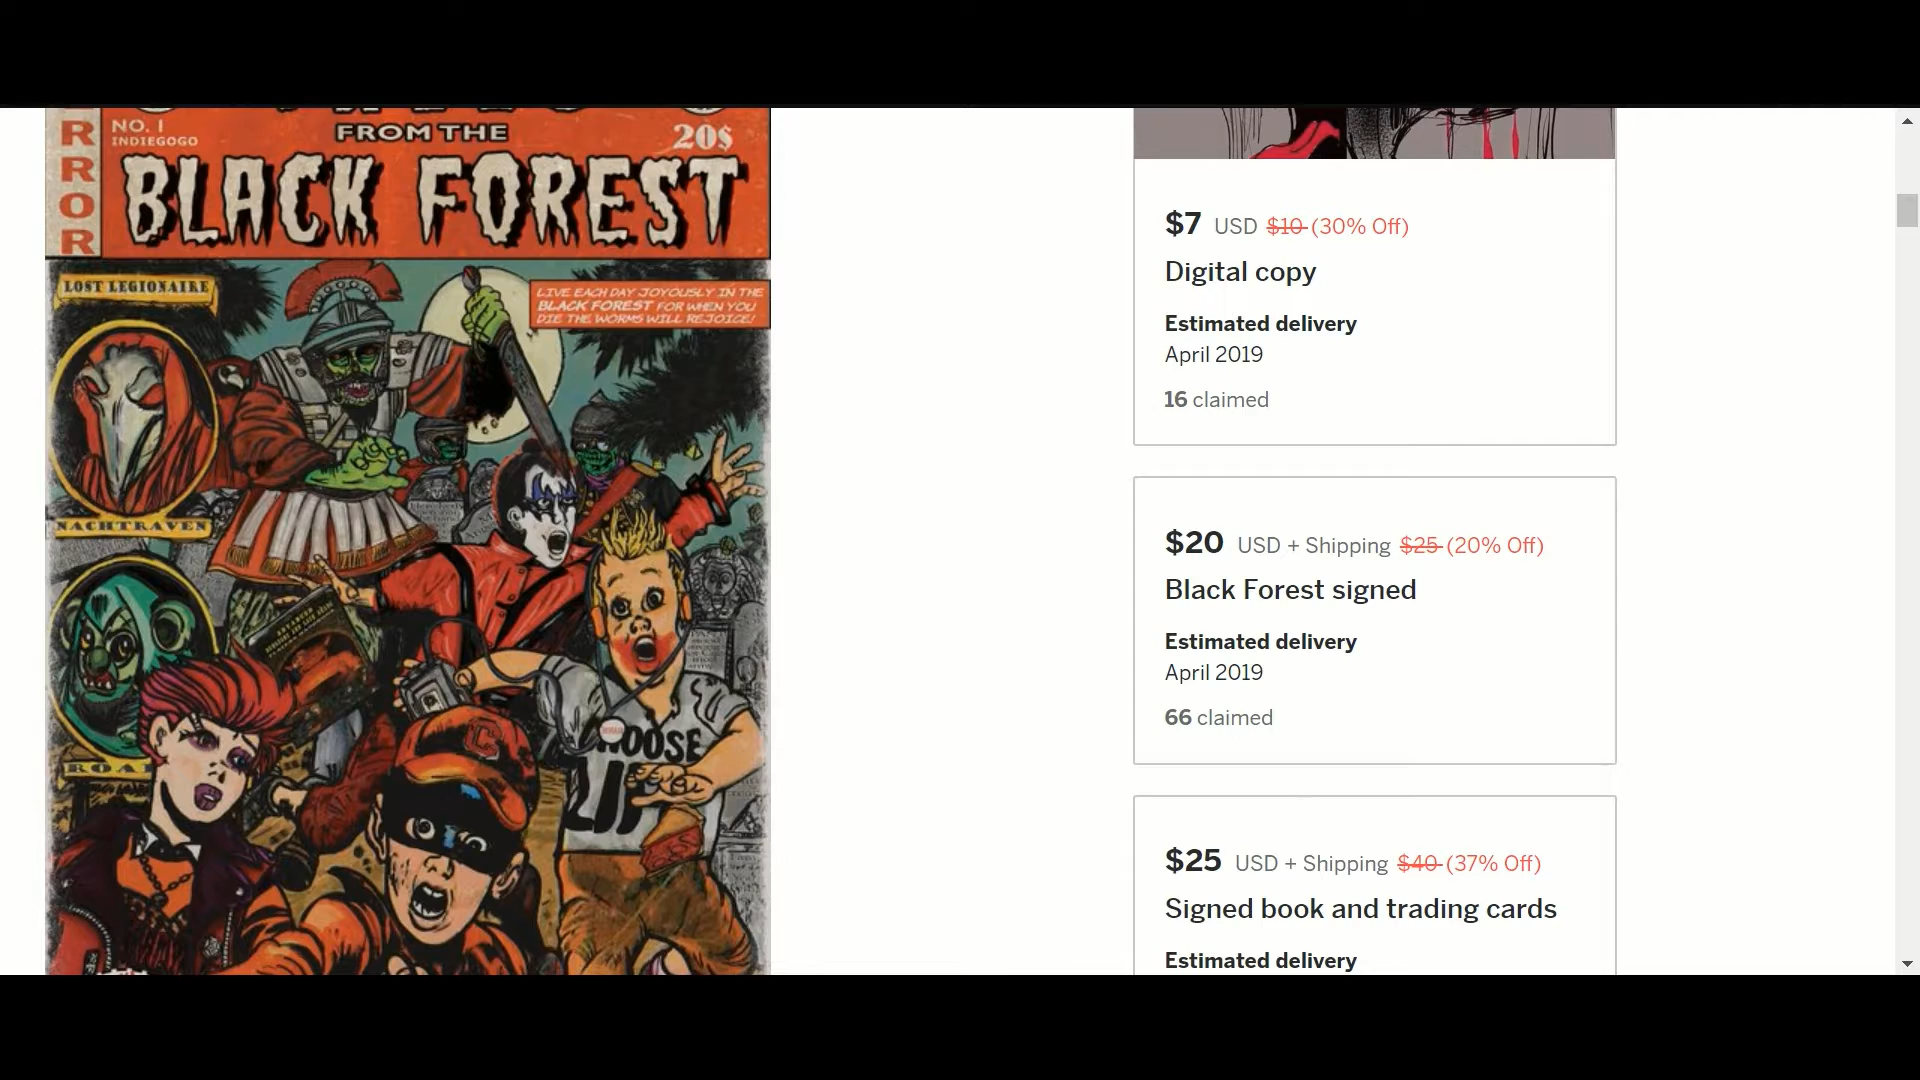 RROR
NO. 1
INDIEGOGO
FROM THE
20$
BLACK FOREST
LOST LEGIONAIRE
LIVE EACH DAY JOYOUSLY IN THE
BLACK FOREST FOR WHEN YOU
DIE THE WORMS WILL REJOICE!
NACHTRAVEN
ROA
HOOSE
C
$7 USD $10 (30% Off)
Digital copy
Estimated delivery
April 2019
16 claimed
$20 USD + Shipping $25 (20% Off)
Black Forest signed
Estimated delivery
April 2019
66 claimed
$25 USD + Shipping $40 (37% Off)
Signed book and trading cards
Estimated delivery